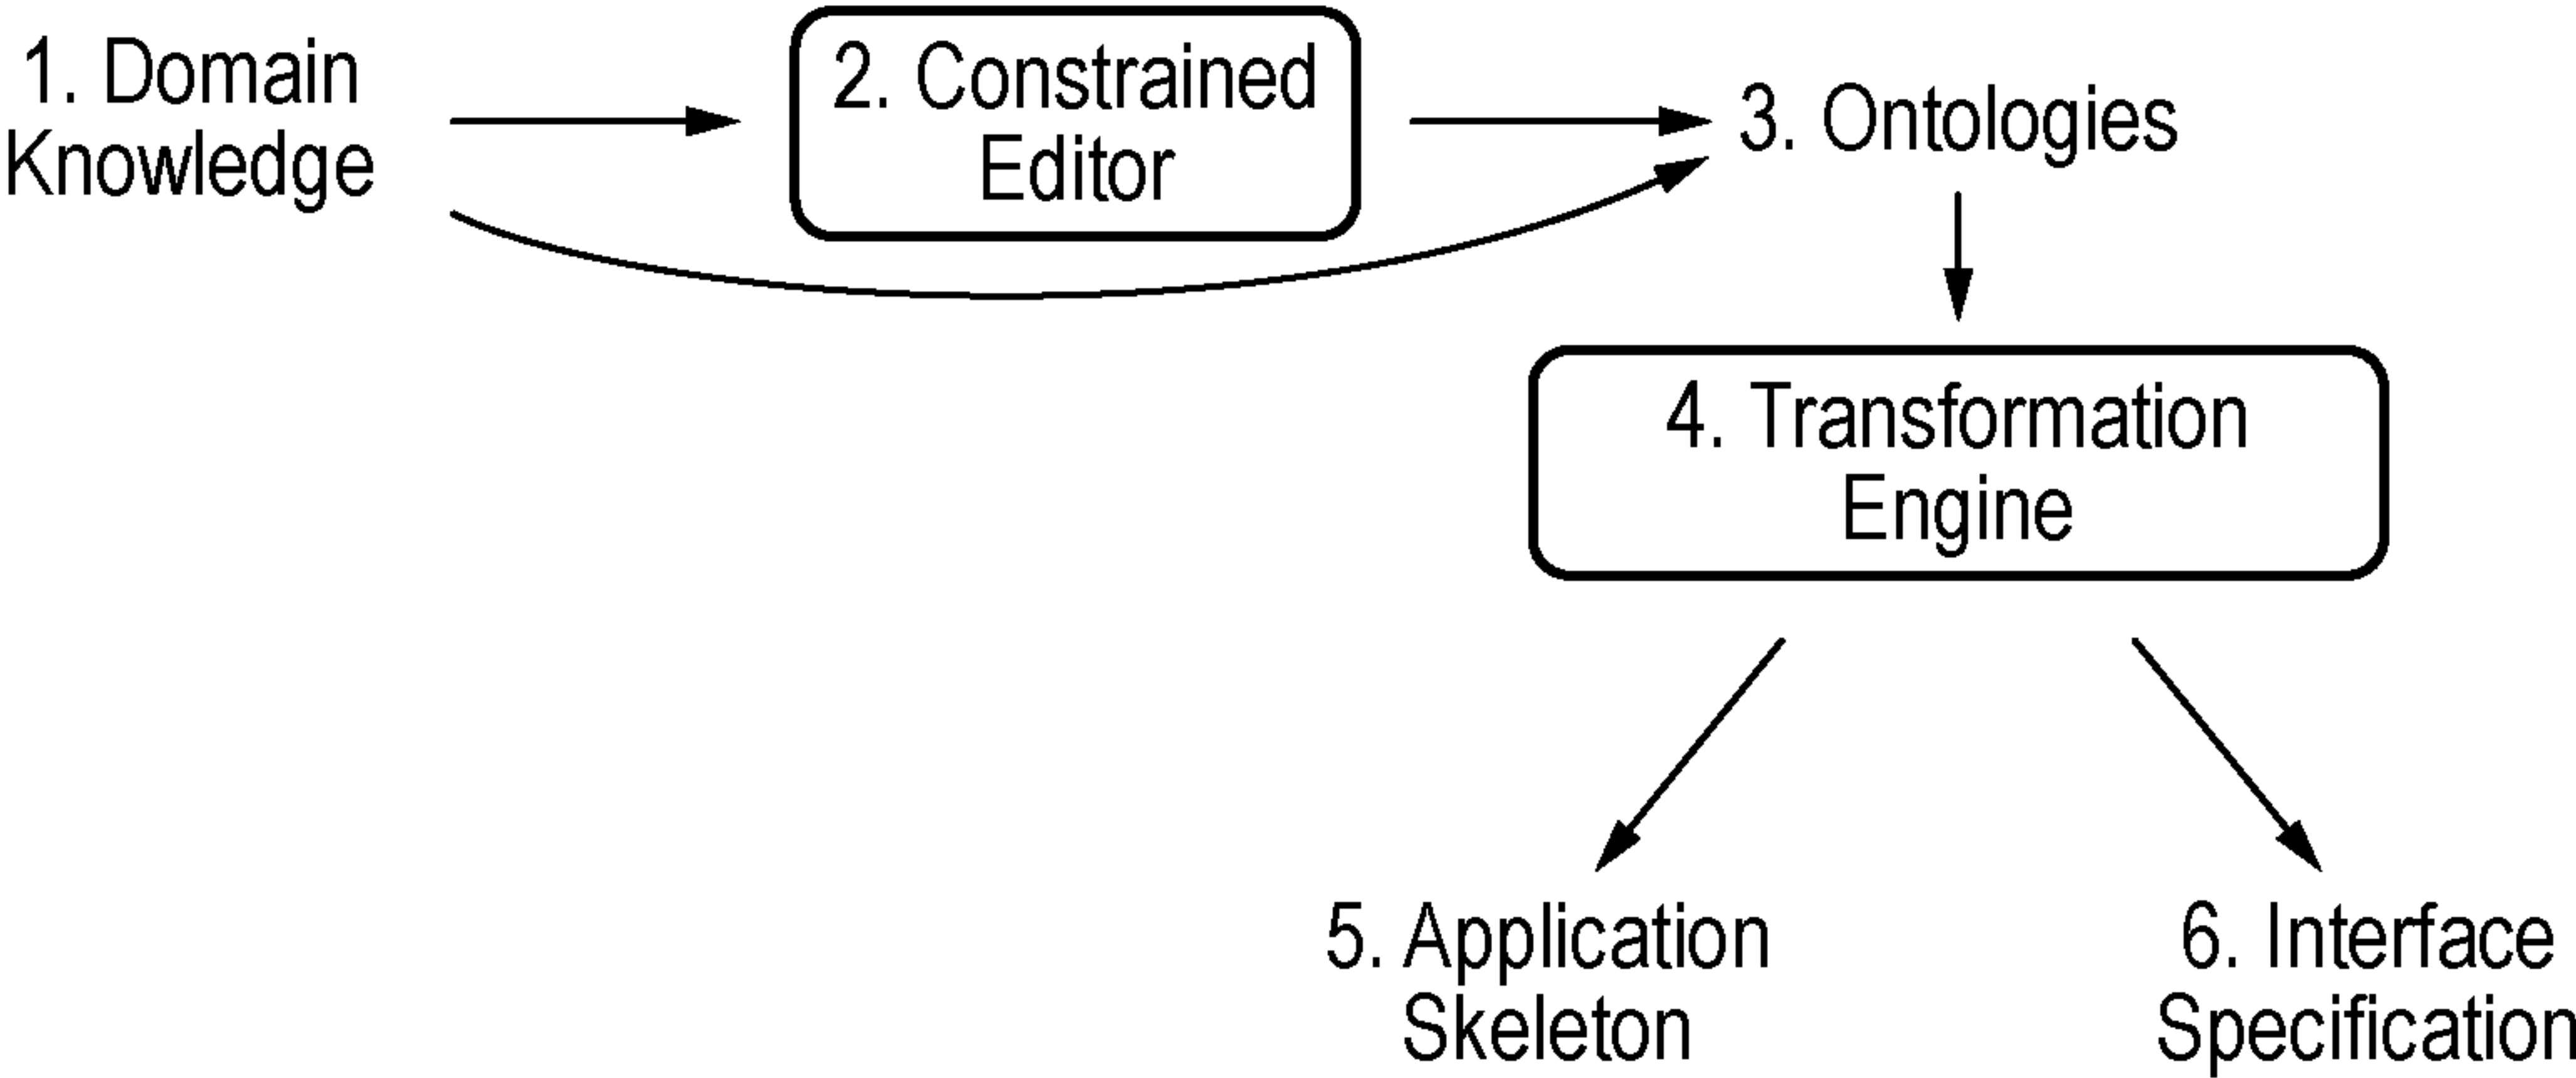 1. Domain
Knowledge
2. Constrained
Editor
3. Ontologies
4. Transformation
Engine
5. Application
Skeleton
6. Interface
Specification